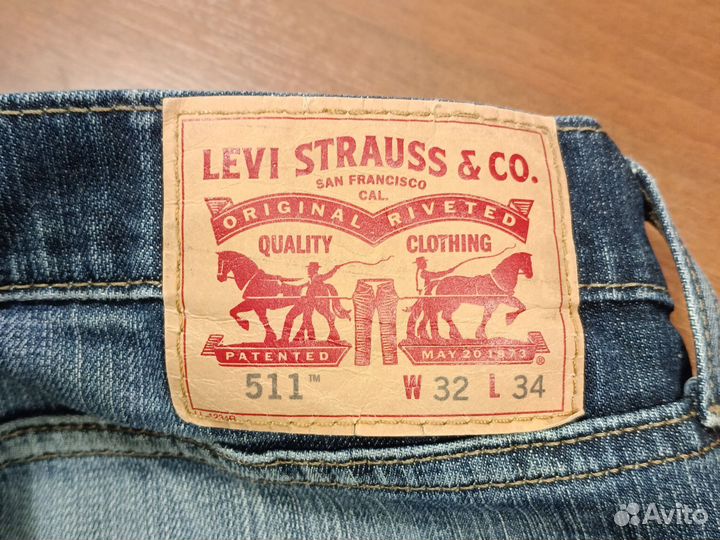 LEVI STRAUSS & CO.
SAN FRANCISCO
CAL.
ORIGINAL RIVETED
QUALITY CLOTHING
PATENTED MAY 20 1873 ®
511™ W 32 L 34
Avito